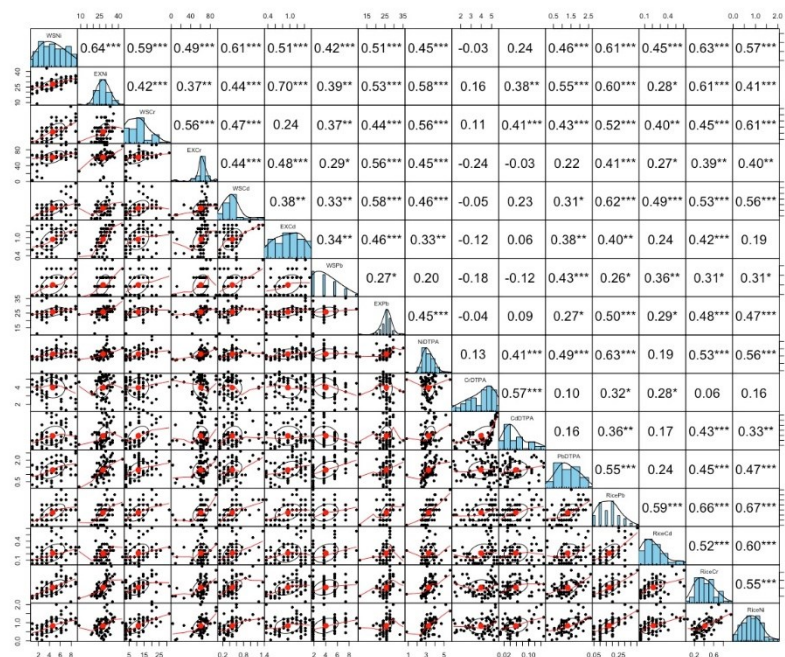 10 20 30 40 0 40 80 0.4 1.0 15 25 35 2 3 4 5 0.5 1.5 2.5 0.1 0.4 0.0 1.0 2.0
WSNi 0.64*** 0.59*** 0.49*** 0.61*** 0.51*** 0.42*** 0.51*** 0.45*** -0.03 0.24 0.46*** 0.61*** 0.45*** 0.63*** 0.57***
10 25 40 EXNi 0.42*** 0.37** 0.44*** 0.70*** 0.39** 0.53*** 0.58*** 0.16 0.38** 0.55*** 0.60*** 0.28* 0.61*** 0.41***
WSCr 0.56*** 0.47*** 0.24 0.37** 0.44*** 0.56*** 0.11 0.41*** 0.43*** 0.52*** 0.40** 0.45*** 0.61***
0 40 80 EXCr 0.44*** 0.48*** 0.29* 0.56*** 0.45*** -0.24 -0.03 0.22 0.41*** 0.27* 0.39** 0.40**
WSCd 0.38** 0.33** 0.58*** 0.46*** -0.05 0.23 0.31* 0.62*** 0.49*** 0.53*** 0.56***
0.4 1.0 EXCd 0.34** 0.46*** 0.33** -0.12 0.06 0.38** 0.40** 0.24 0.42*** 0.19
WSPb 0.27* 0.20 -0.18 -0.12 0.43*** 0.26* 0.36** 0.31* 0.31*
15 25 35 EXPb 0.45*** -0.04 0.09 0.27* 0.50*** 0.29* 0.48*** 0.47***
NiDTPA 0.13 0.41*** 0.49*** 0.63*** 0.19 0.53*** 0.56***
2 4 CrDTPA 0.57*** 0.10 0.32* 0.28* 0.06 0.16
CdDTPA 0.16 0.36** 0.17 0.43*** 0.33**
0.5 2.0 PbDTPA 0.55*** 0.24 0.45*** 0.47***
RicePb 0.59*** 0.66*** 0.67***
0.1 0.4 RiceCd 0.52*** 0.60***
RiceCr 0.55***
0.0 1.0 2.0 RiceNi
2 4 6 8 5 15 25 0.2 0.8 1.4 2 4 6 8 1 3 5 0.02 0.10 0.05 0.25 0.2 0.6